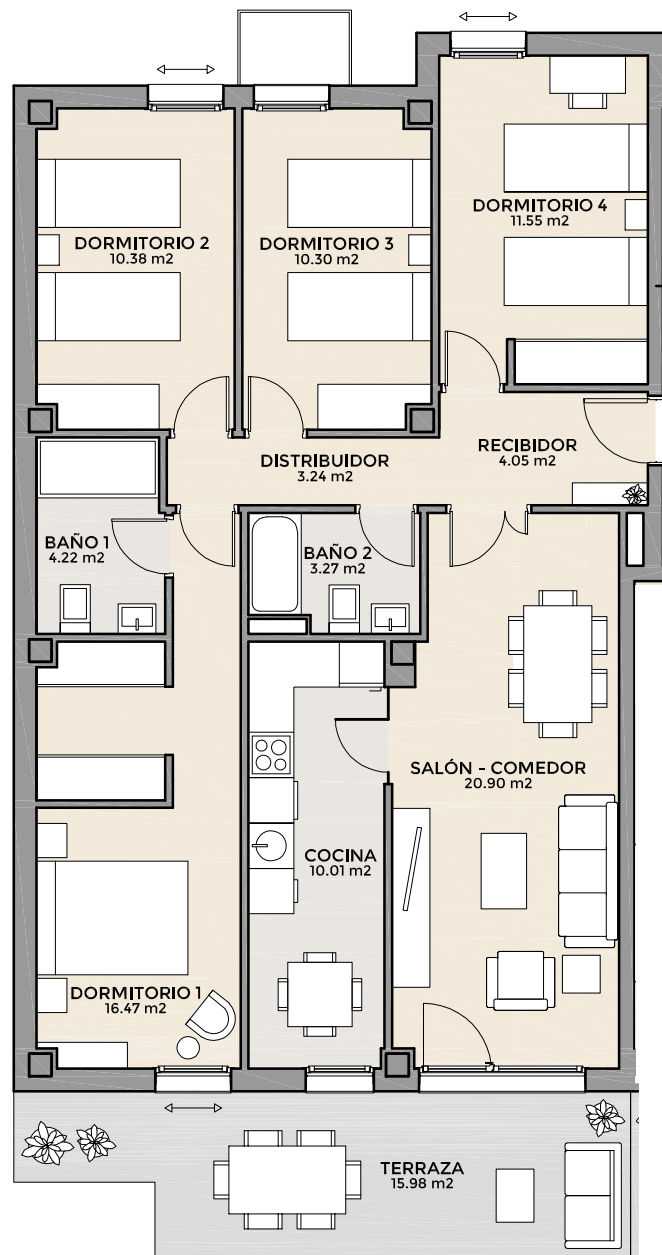 DORMITORIO 4
11.55 m2
DORMITORIO 2
10.38 m2
DORMITORIO 3
10.30 m2
RECIBIDOR
4.05 m2
DISTRIBUIDOR
3.24 m2
BAÑO 1
4.22 m2
BAÑO 2
3.27 m2
SALÓN - COMEDOR
20.90 m2
COCINA
10.01 m2
DORMITORIO 1
16.47 m2
TERRAZA
15.98 m2